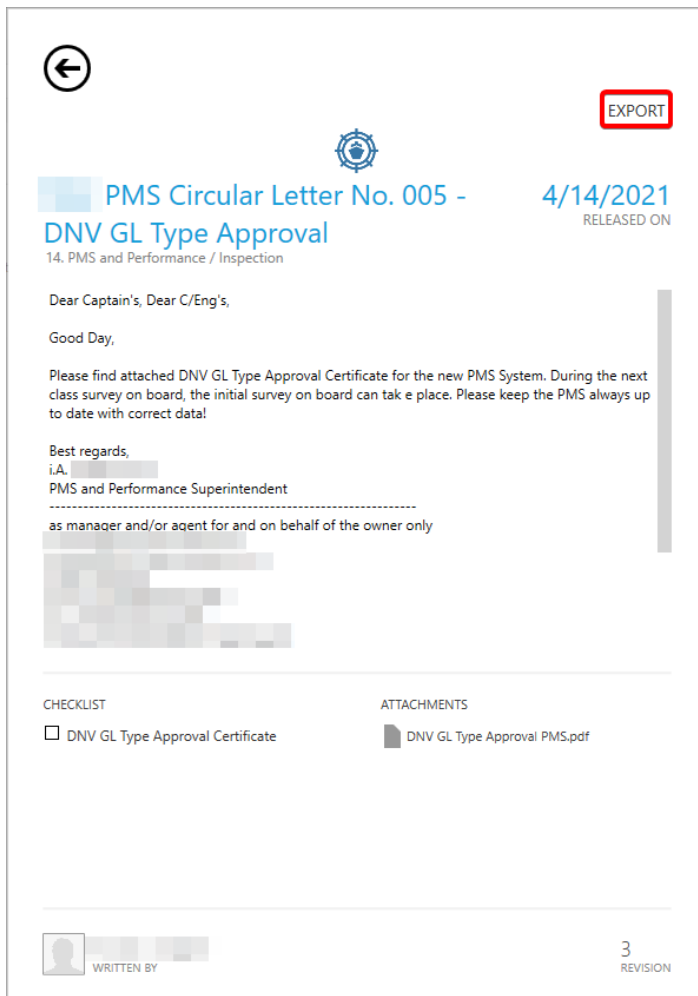 EXPORT
PMS Circular Letter No. 005 -
DNV GL Type Approval
4/14/2021
RELEASED ON
14. PMS and Performance / Inspection
Dear Captain's, Dear C/Eng's,
Good Day,
Please find attached DNV GL Type Approval Certificate for the new PMS System. During the next
class survey on board, the initial survey on board can tak e place. Please keep the PMS always up
to date with correct data!
Best regards,
i.A.
PMS and Performance Superintendent
-----------------------------------------------------------------
as manager and/or agent for and on behalf of the owner only
CHECKLIST
DNV GL Type Approval Certificate
ATTACHMENTS
DNV GL Type Approval PMS.pdf
WRITTEN BY
3
REVISION